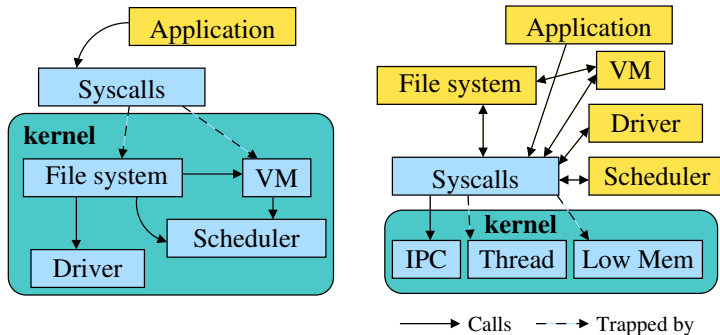 Application
Syscalls
kernel
File system
VM
Scheduler
Driver
Application
File system
VM
Driver
Syscalls
Scheduler
kernel
IPC
Thread
Low Mem
Calls
Trapped by